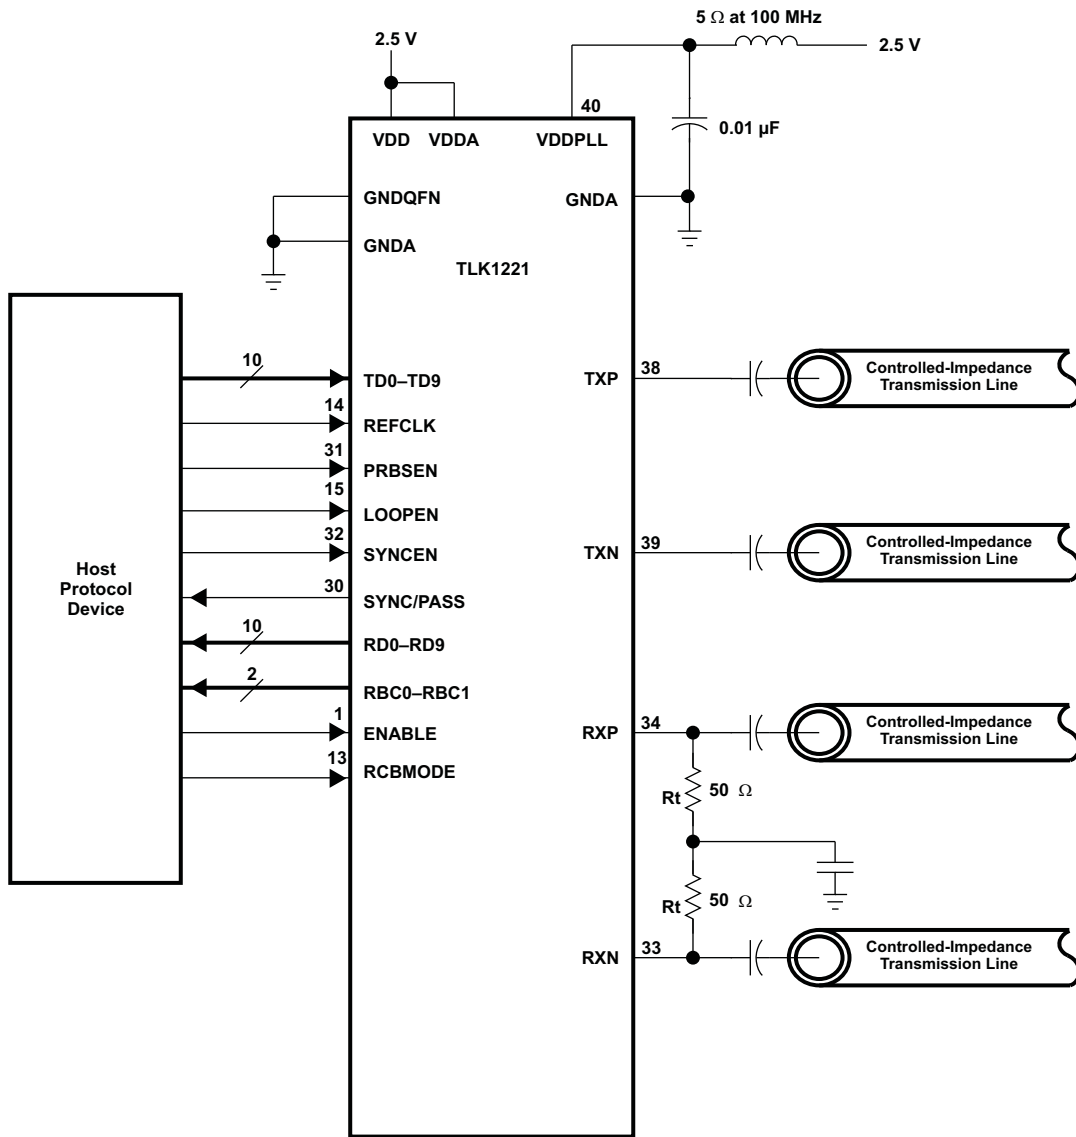 5 Ω at 100 MHz
2.5 V
2.5 V
40
0.01 µF
VDD
VDDA
VDDPLL
GNDQFN
GNDA
GNDA
TLK1221
Host
Protocol
Device
10
TD0–TD9
14
REFCLK
31
PRBSEN
15
LOOPEN
32
SYNCEN
30
SYNC/PASS
10
RD0–RD9
2
RBC0–RBC1
1
ENABLE
13
RCBMODE
TXP
38
Controlled-Impedance
Transmission Line
TXN
39
Controlled-Impedance
Transmission Line
RXP
34
Controlled-Impedance
Transmission Line
Rt
50 Ω
Rt
50 Ω
RXN
33
Controlled-Impedance
Transmission Line